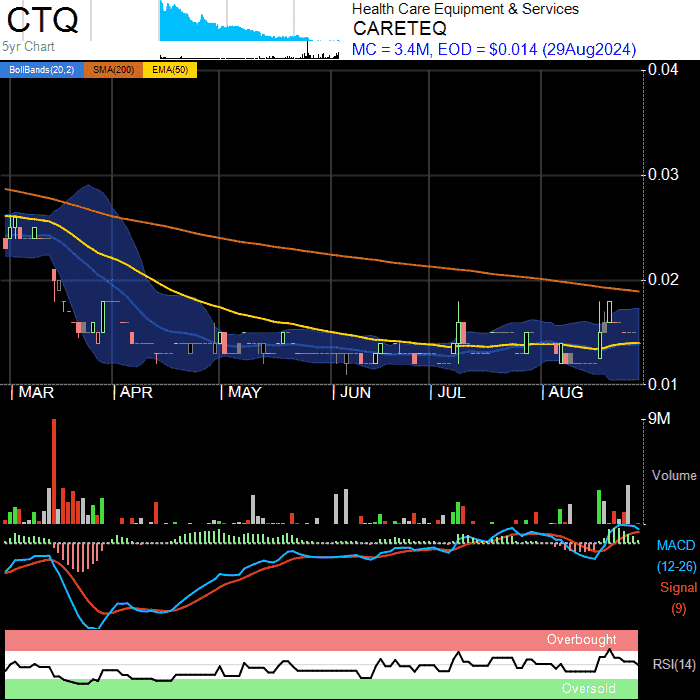 CTQ
5yr Chart
Health Care Equipment & Services
CARETEQ
MC = 3.4M, EOD = $0.014 (29Aug2024)
BollBands(20,2) SMA(200) EMA(50)
0.04
0.03
0.02
0.01
MAR APR MAY JUN JUL AUG
9M
Volume
MACD
(12-26)
Signal
(9)
Overbought
RSI(14)
Oversold